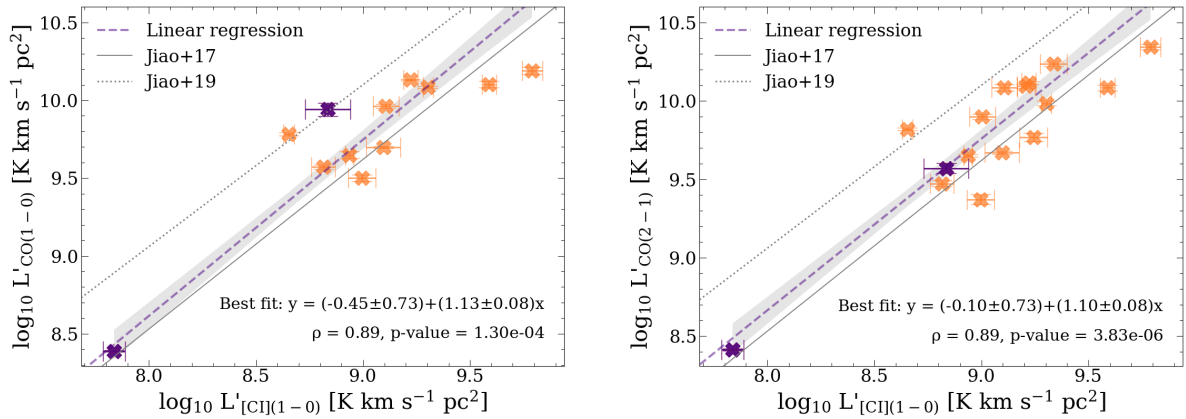 10.5
10.0
9.5
9.0
8.5
log₁₀ L'CO(1−0) [K km s⁻¹ pc²]
Linear regression
Jiao+17
Jiao+19
Best fit: y = (-0.45±0.73)+(1.13±0.08)x
ρ = 0.89, p-value = 1.30e-04
8.0 8.5 9.0 9.5
log₁₀ L'[CI](1−0) [K km s⁻¹ pc²]
10.5
10.0
9.5
9.0
8.5
log₁₀ L'CO(2−1) [K km s⁻¹ pc²]
Linear regression
Jiao+17
Jiao+19
Best fit: y = (-0.10±0.73)+(1.10±0.08)x
ρ = 0.89, p-value = 3.83e-06
8.0 8.5 9.0 9.5
log₁₀ L'[CI](1−0) [K km s⁻¹ pc²]